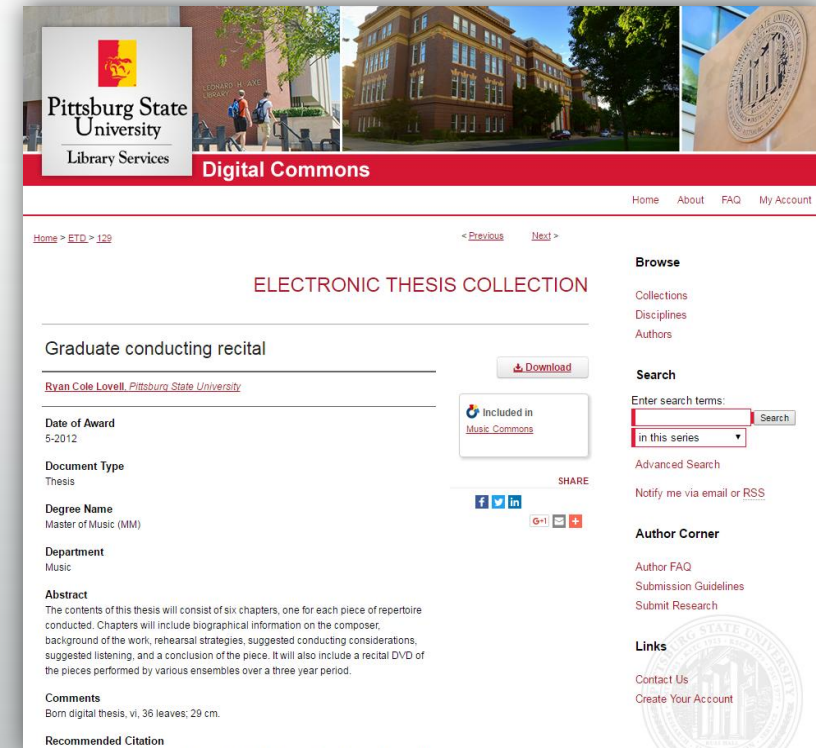 Pittsburg State
University
Library Services
LEONARD H. AXE
LIBRARY
Digital Commons
Home About FAQ My Account
Home > ETD > 129
< Previous Next >
ELECTRONIC THESIS COLLECTION
Graduate conducting recital
Ryan Cole Lovell, Pittsburg State University
Date of Award
5-2012
Document Type
Thesis
Degree Name
Master of Music (MM)
Department
Music
Abstract
The contents of this thesis will consist of six chapters, one for each piece of repertoire
conducted. Chapters will include biographical information on the composer,
background of the work, rehearsal strategies, suggested conducting considerations,
suggested listening, and a conclusion of the piece. It will also include a recital DVD of
the pieces performed by various ensembles over a three year period.
Comments
Born digital thesis, vi, 36 leaves; 29 cm.
Recommended Citation
Download
Included in
Music Commons
SHARE
f in
G+1 +
Browse
Collections
Disciplines
Authors
Search
Enter search terms:
Search
in this series
Advanced Search
Notify me via email or RSS
Author Corner
Author FAQ
Submission Guidelines
Submit Research
Links
Contact Us
Create Your Account